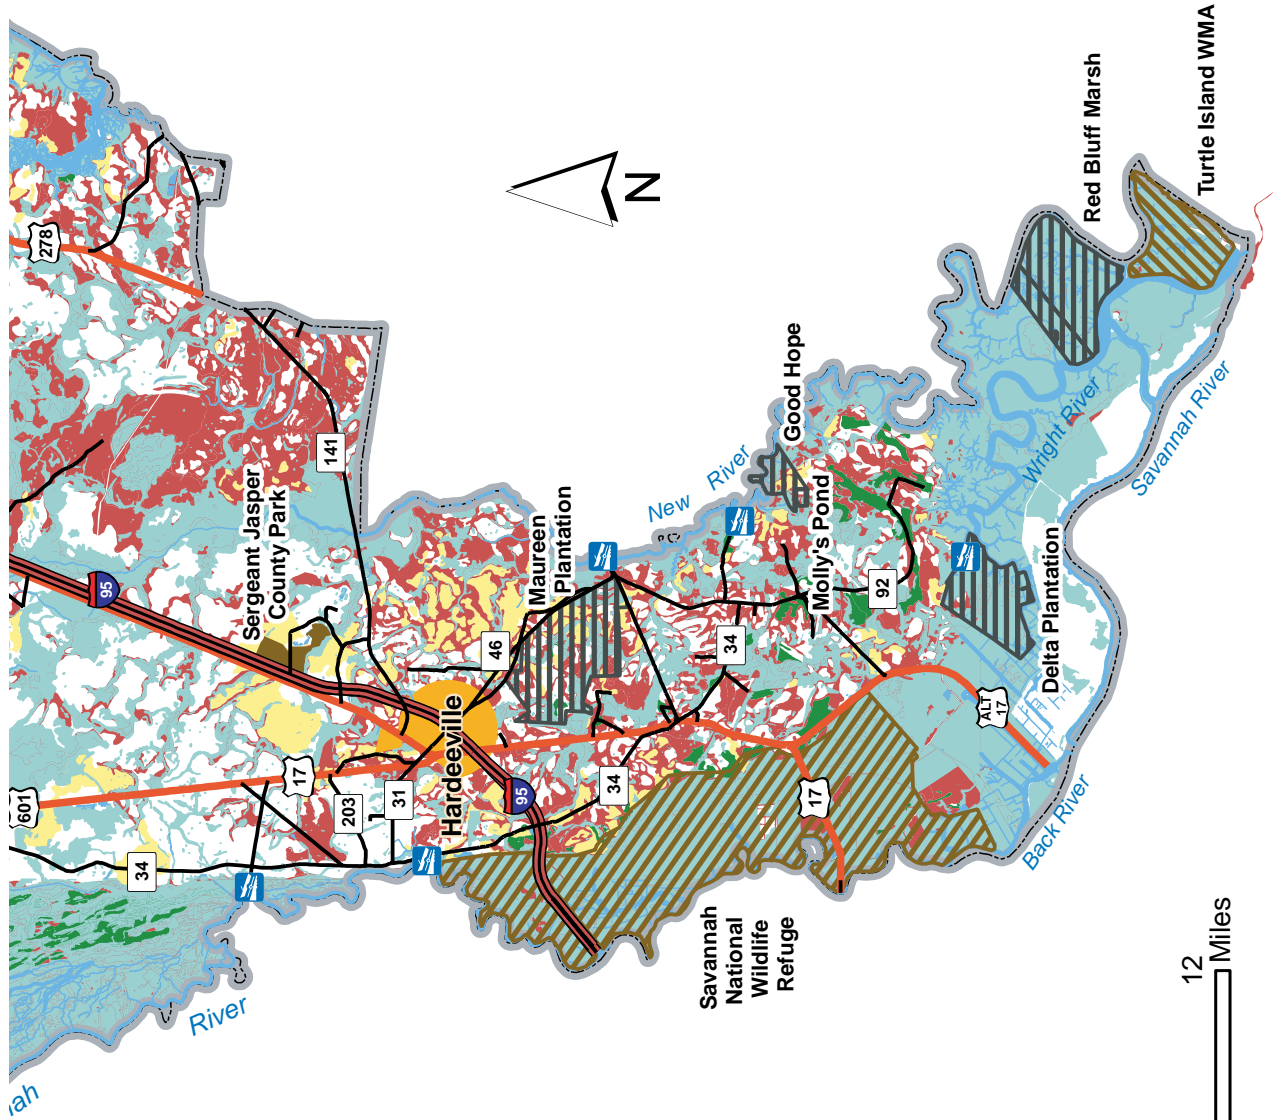 278
Turtle Island WMA
Red Bluff Marsh
N
Good Hope
141
Sergeant Jasper
County Park
95
New
River
Wright River
Savannah River
Maureen
Plantation
Molly's Pond
92
46
34
Delta Plantation
ALT
17
Hardeeville
17
601
203
31
34
95
17
34
Back River
Savannah
National
Wildlife
Refuge
River
12
Miles